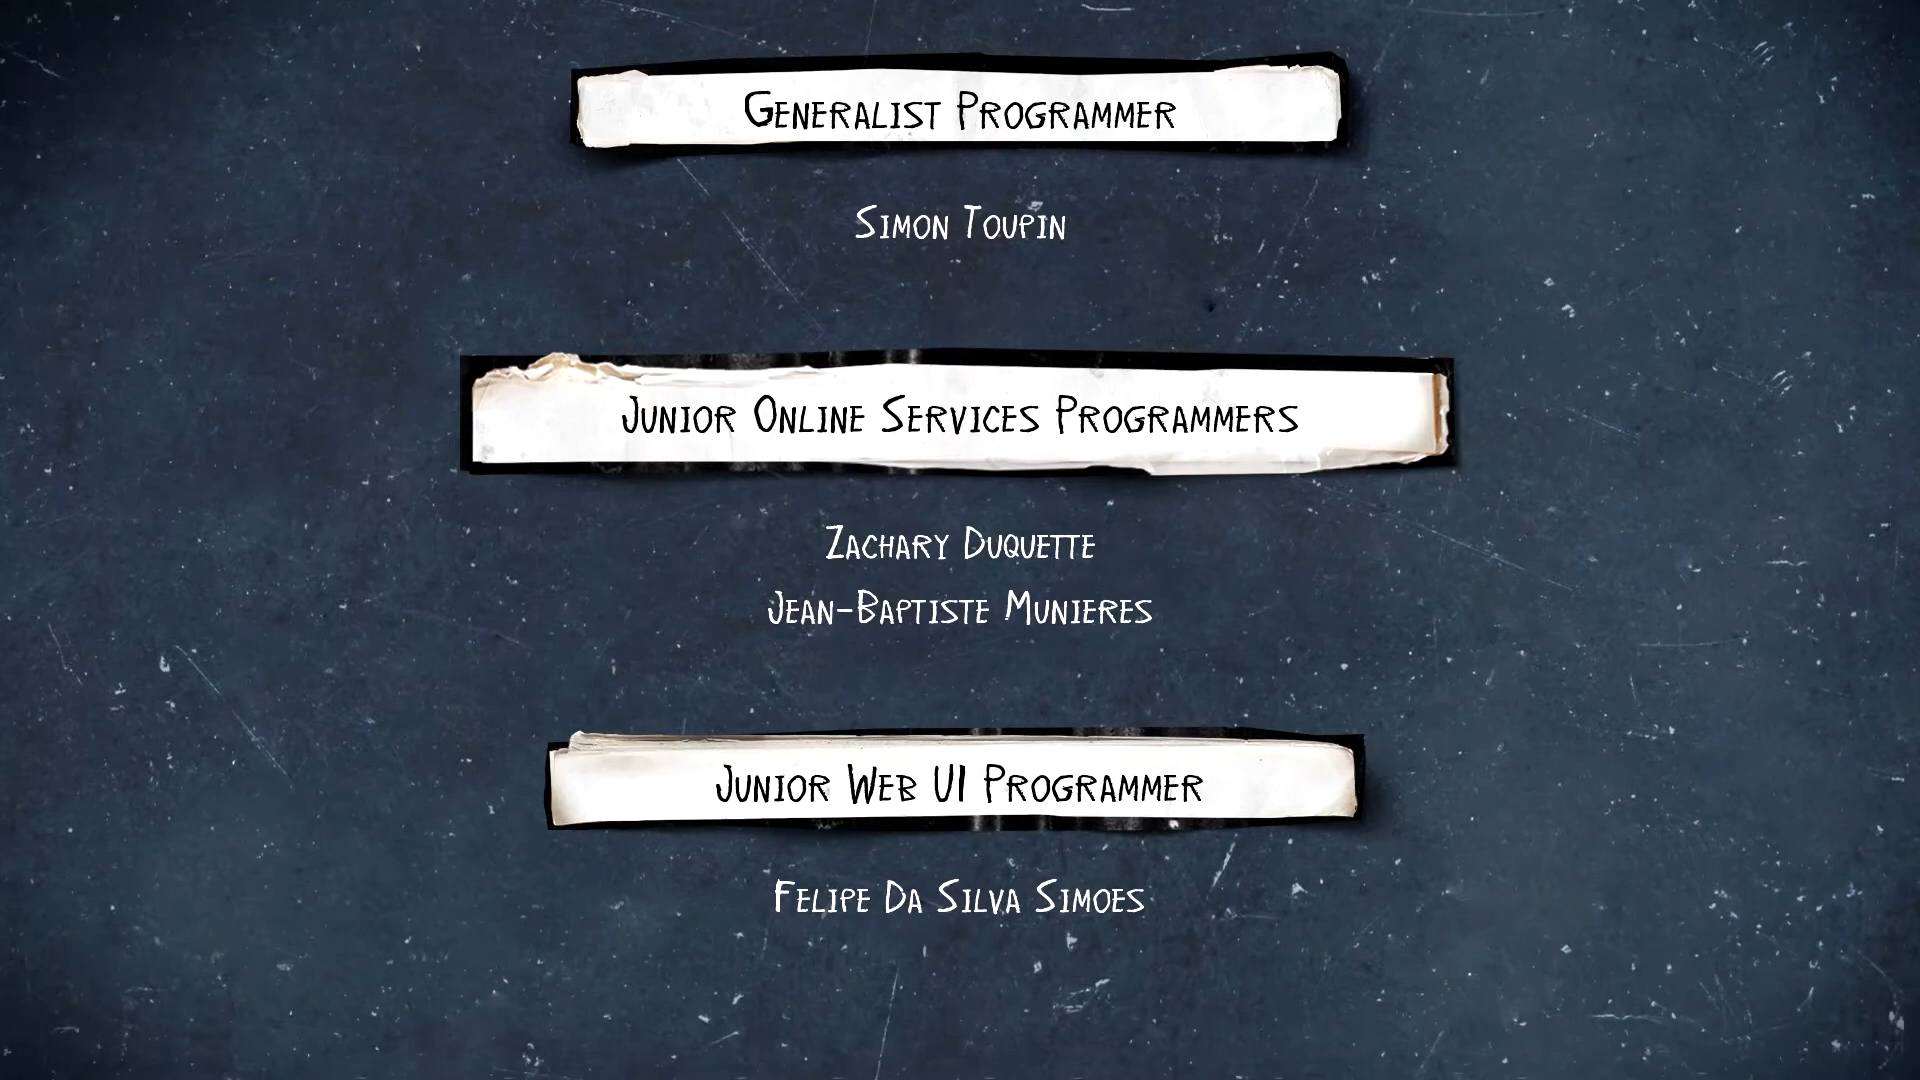 Generalist Programmer
Simon Toupin
Junior Online Services Programmers
Zachary Duquette
Jean-Baptiste Munieres
Junior Web UI Programmer
Felipe Da Silva Simoes